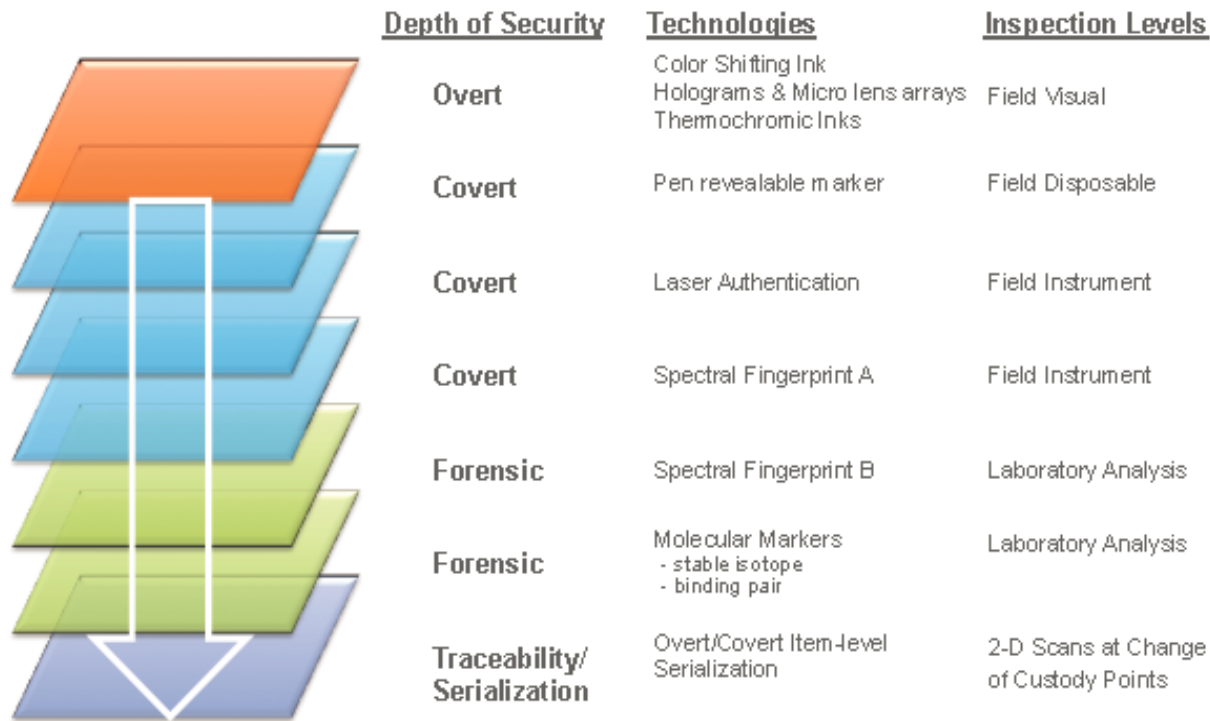 Depth of Security Technologies Inspection Levels
Overt
Color Shifting Ink
Holograms & Micro lens arrays
Thermochromic Inks
Field Visual
Covert Pen revealable marker Field Disposable
Covert Laser Authentication Field Instrument
Covert Spectral Fingerprint A Field Instrument
Forensic Spectral Fingerprint B Laboratory Analysis
Forensic
Molecular Markers
- stable isotope
- binding pair
Laboratory Analysis
Traceability/
Serialization
Overt/Covert Item-level
Serialization
2-D Scans at Change
of Custody Points